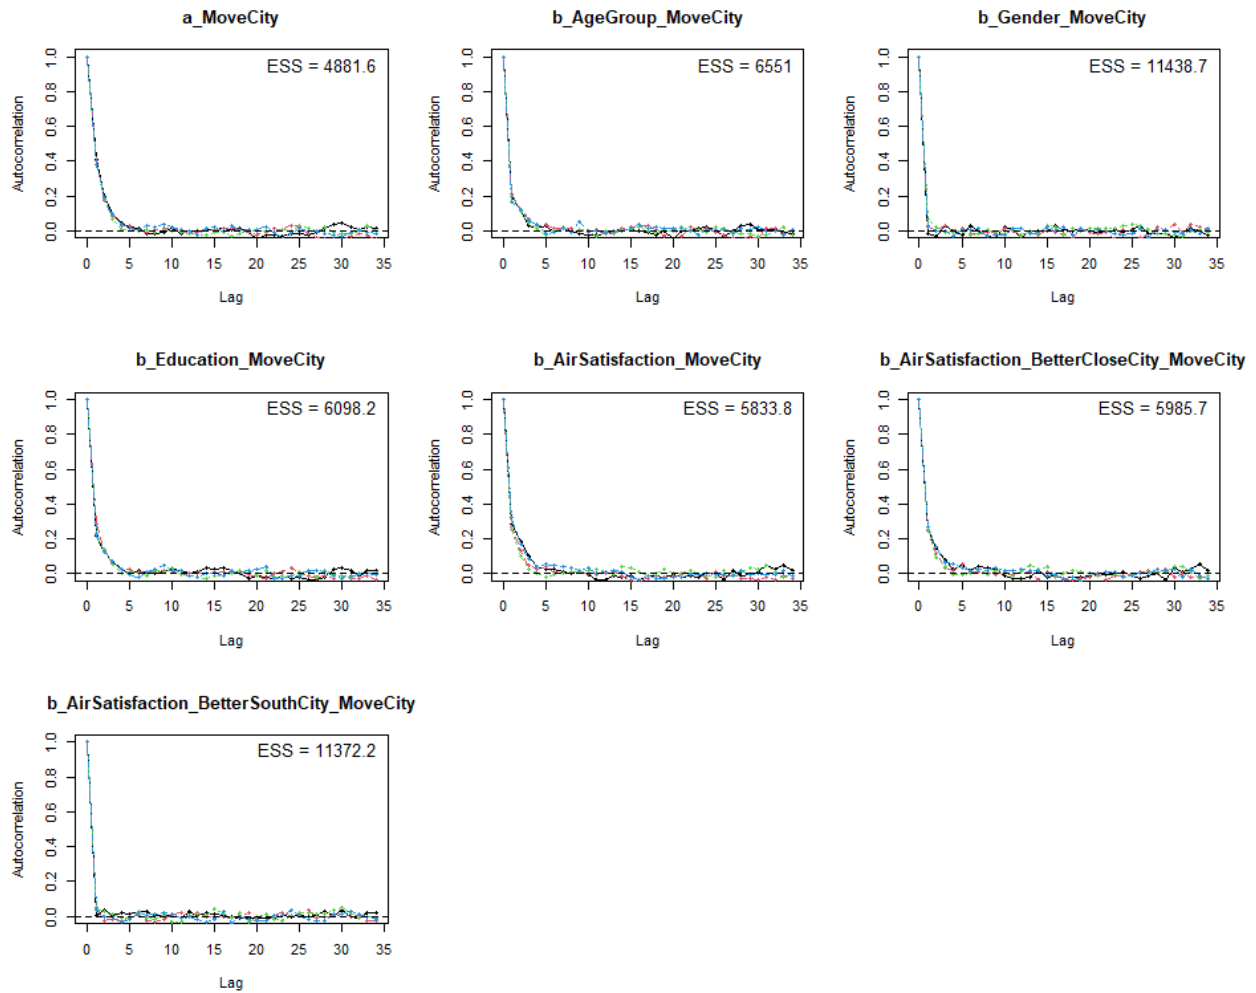 a_MoveCity
ESS = 4881.6
Autocorrelation
0.0 0.2 0.4 0.6 0.8 1.0
0 5 10 15 20 25 30 35
Lag
b_AgeGroup_MoveCity
ESS = 6551
Autocorrelation
0.0 0.2 0.4 0.6 0.8 1.0
0 5 10 15 20 25 30 35
Lag
b_Gender_MoveCity
ESS = 11438.7
Autocorrelation
0.0 0.2 0.4 0.6 0.8 1.0
0 5 10 15 20 25 30 35
Lag
b_Education_MoveCity
ESS = 6098.2
Autocorrelation
0.0 0.2 0.4 0.6 0.8 1.0
0 5 10 15 20 25 30 35
Lag
b_AirSatisfaction_MoveCity
ESS = 5833.8
Autocorrelation
0.0 0.2 0.4 0.6 0.8 1.0
0 5 10 15 20 25 30 35
Lag
b_AirSatisfaction_BetterCloseCity_MoveCity
ESS = 5985.7
Autocorrelation
0.0 0.2 0.4 0.6 0.8 1.0
0 5 10 15 20 25 30 35
Lag
b_AirSatisfaction_BetterSouthCity_MoveCity
ESS = 11372.2
Autocorrelation
0.0 0.2 0.4 0.6 0.8 1.0
0 5 10 15 20 25 30 35
Lag